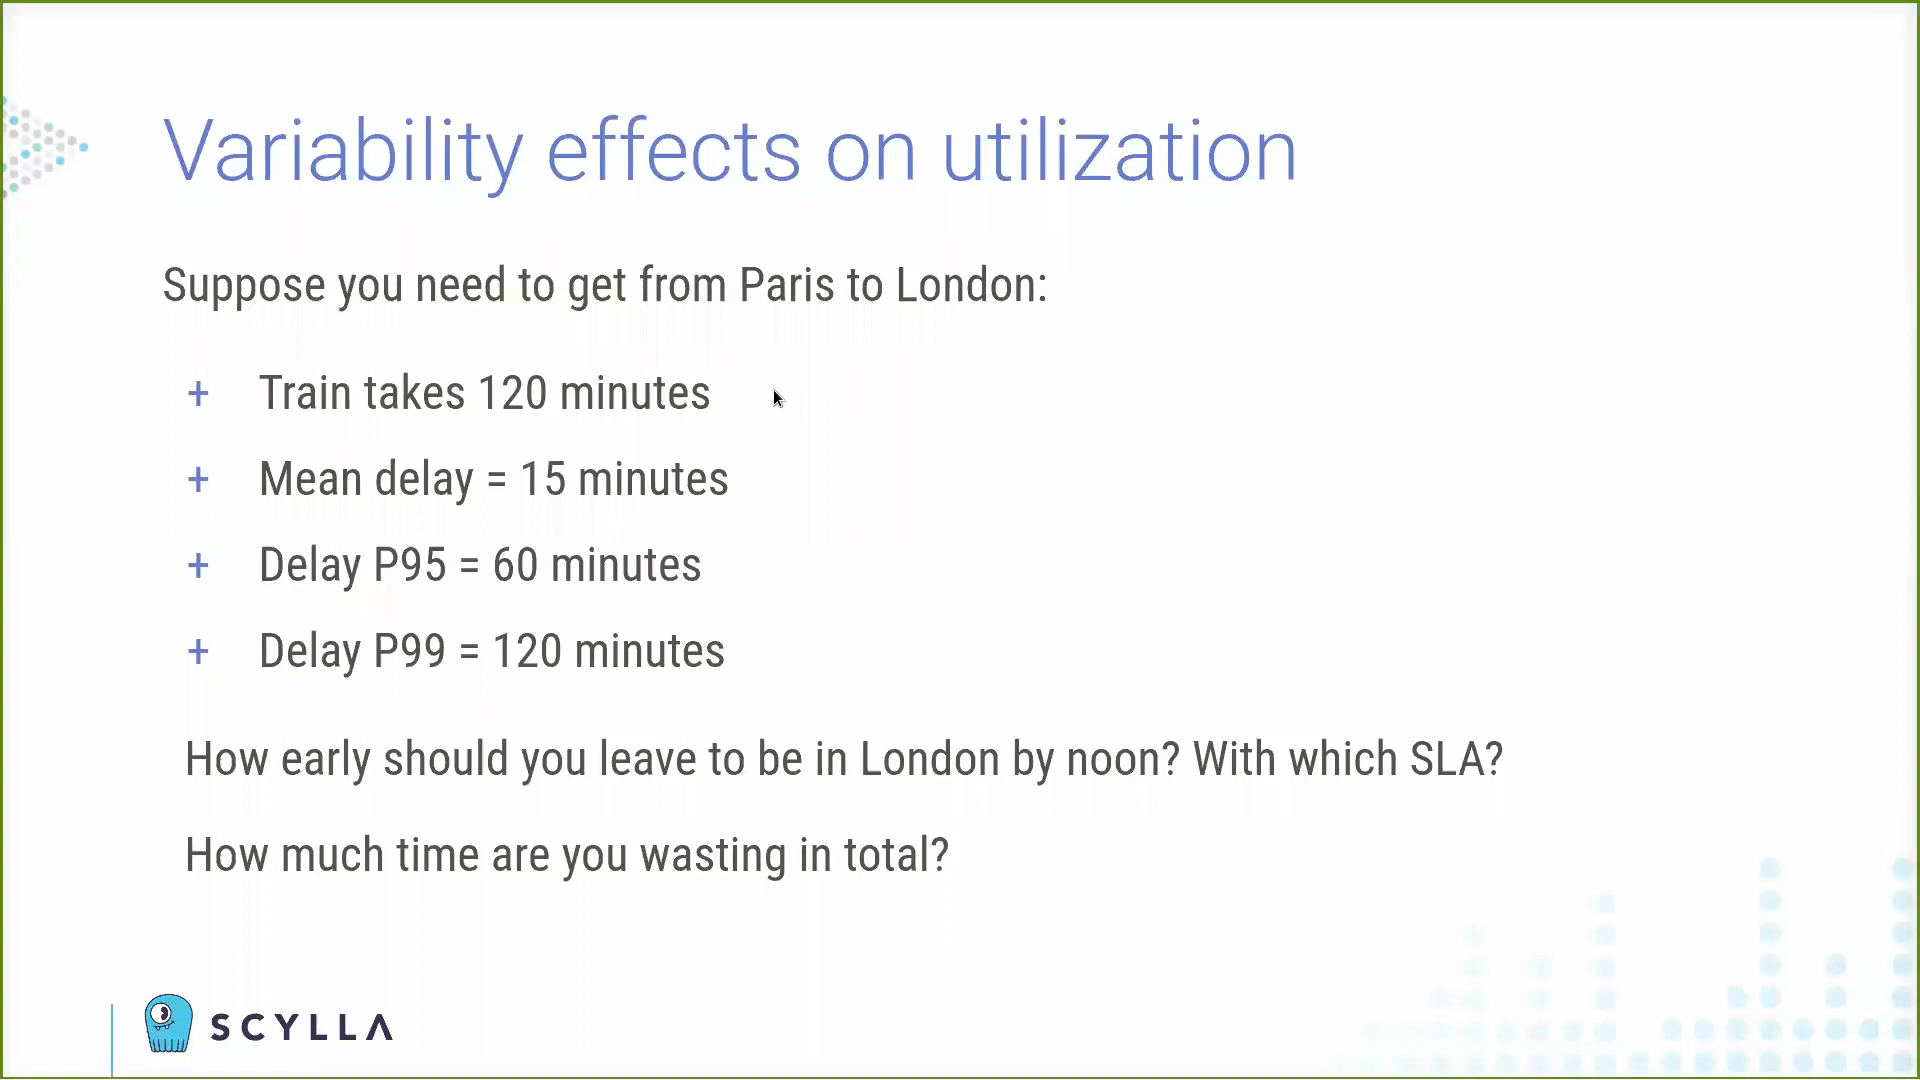 Variability effects on utilization
Suppose you need to get from Paris to London:
+ Train takes 120 minutes
+ Mean delay = 15 minutes
+ Delay P95 = 60 minutes
+ Delay P99 = 120 minutes
How early should you leave to be in London by noon? With which SLA?
How much time are you wasting in total?
SCYLLA